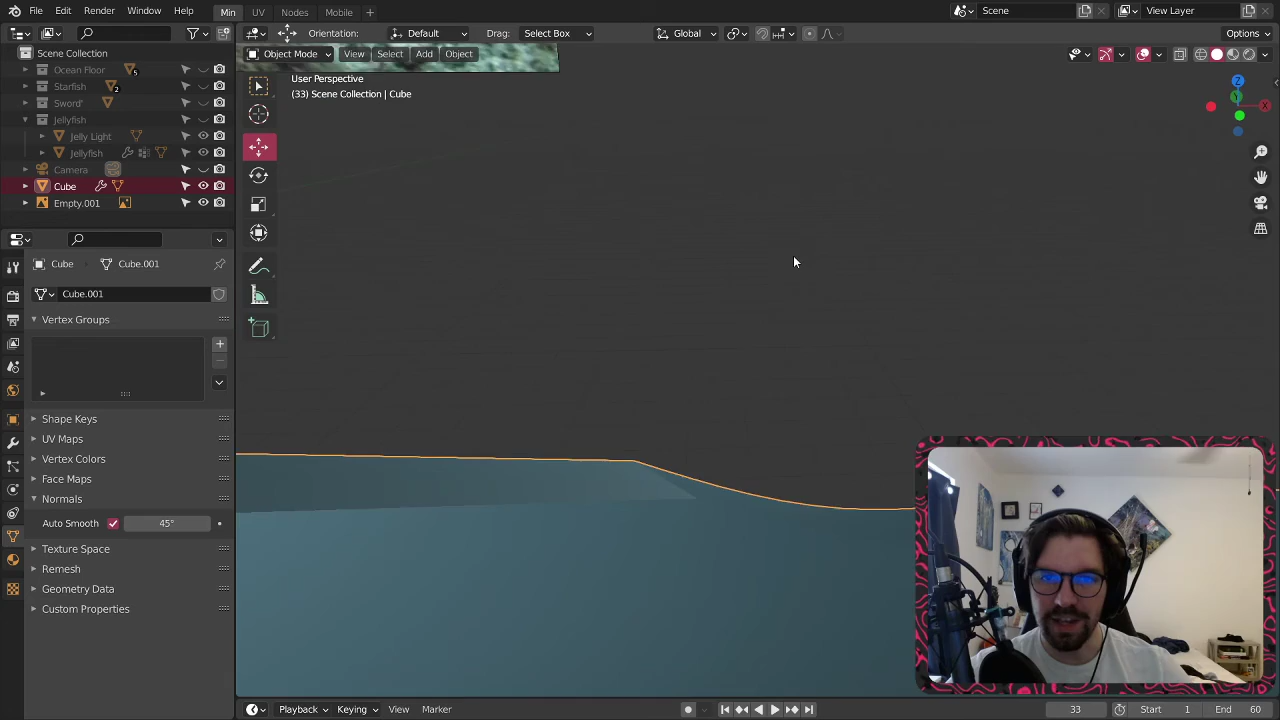 File Edit Render Window Help Min UV Nodes Mobile + Scene View Layer
Orientation: Default Drag: Select Box Global Options
Object Mode View Select Add Object
Scene Collection
Ocean Floor 5
Starfish 2
Sword'
Jellyfish
Jelly Light
Jellyfish
Camera
Cube
Empty.001
User Perspective
(33) Scene Collection | Cube
Z
Y
X
Cube Cube.001
Cube.001
Vertex Groups
Shape Keys
UV Maps
Vertex Colors
Face Maps
Normals
Auto Smooth 45°
Texture Space
Remesh
Geometry Data
Custom Properties
Playback Keying View Marker 33 Start 1 End 60